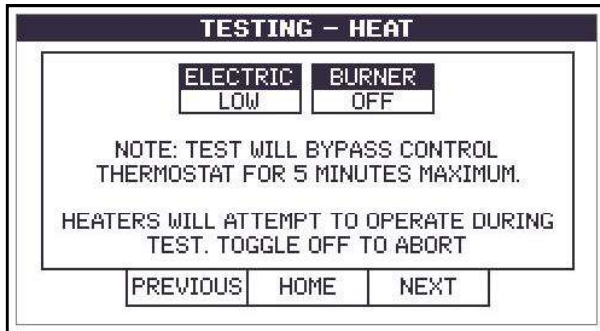 TESTING – HEAT
ELECTRIC BURNER
LOW OFF
NOTE: TEST WILL BYPASS CONTROL
THERMOSTAT FOR 5 MINUTES MAXIMUM.
HEATERS WILL ATTEMPT TO OPERATE DURING
TEST. TOGGLE OFF TO ABORT
PREVIOUS HOME NEXT